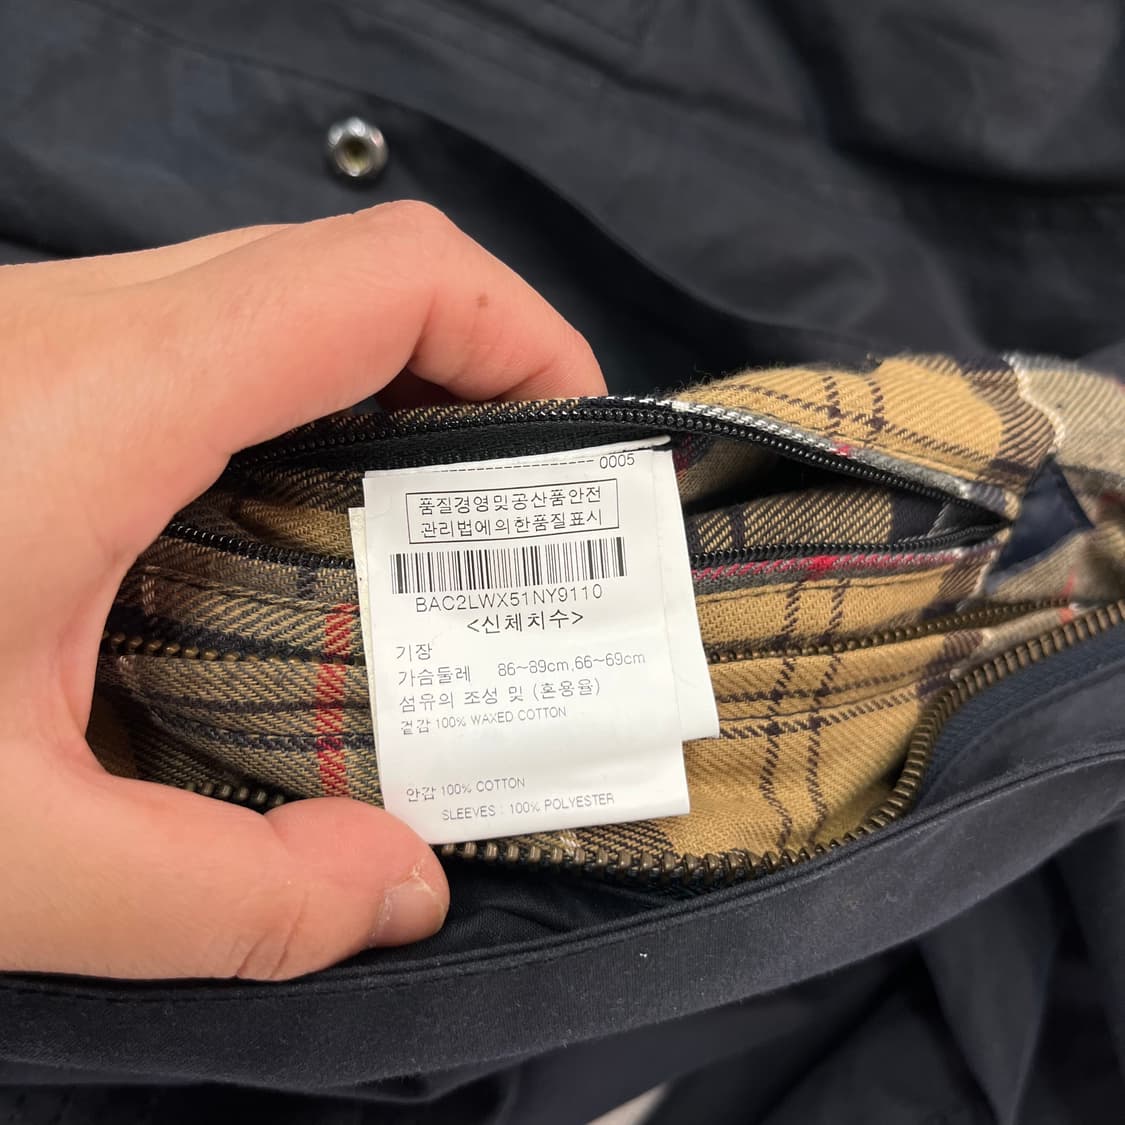 ------------------ 0005
품질경영및공산품안전
관리법에의한품질표시
BAC2LWX51NY9110
<신체치수>
기장
가슴둘레 86~89cm,66~69cm
섬유의 조성 및 (혼용율)
겉감 100% WAXED COTTON
안감 100% COTTON
SLEEVES : 100% POLYESTER